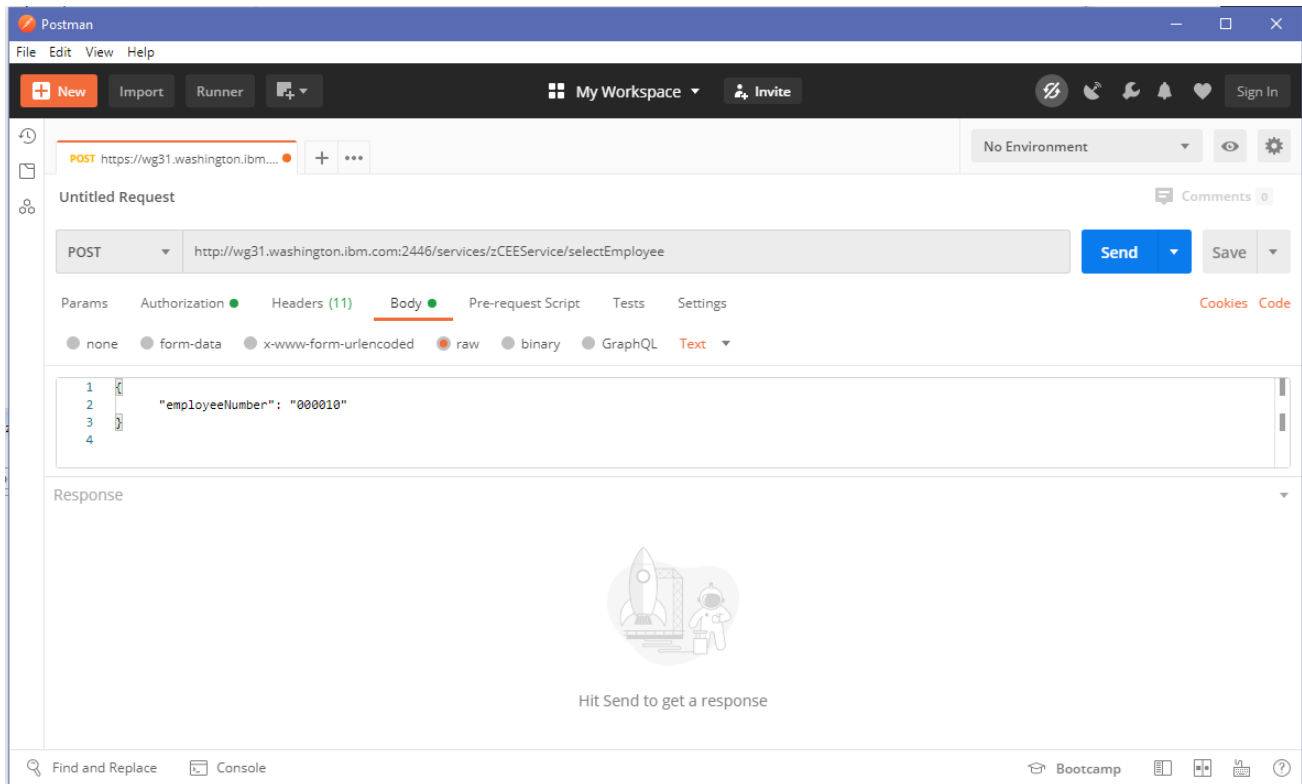 Postman
File Edit View Help
New Import Runner My Workspace Invite Sign In
POST https://wg31.washington.ibm.... + ••• No Environment
Untitled Request Comments 0
POST http://wg31.washington.ibm.com:2446/services/zCEEService/selectEmployee Send Save
Params Authorization Headers (11) Body Pre-request Script Tests Settings Cookies Code
none form-data x-www-form-urlencoded raw binary GraphQL Text
1 {
2 "employeeNumber": "000010"
3 }
4
Response
Hit Send to get a response
Find and Replace Console Bootcamp